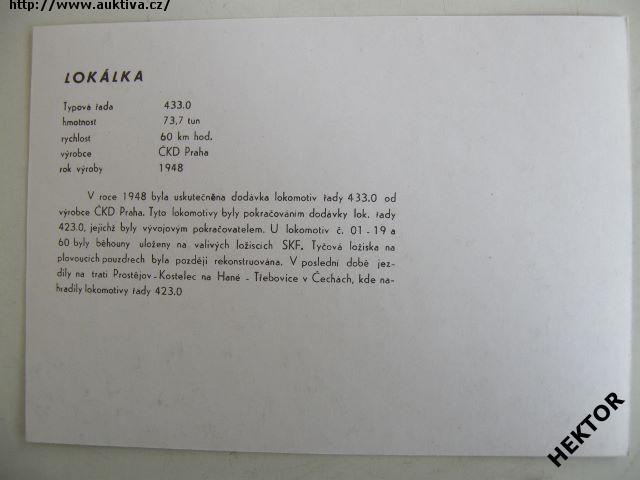 http://www.auktiva.cz/
LOKÁLKA
Typová řada 433.0
hmotnost 73,7 tun
rychlost 60 km hod.
výrobce ČKD Praha
rok výroby 1948
V roce 1948 byla uskutečněna dodávka lokomotiv řady 433.0 od
výrobce ČKD Praha. Tyto lokomotivy byly pokračováním dodávky lok. řady
423.0, jejichž byly vývojovým pokračovatelem. U lokomotiv č. 01 - 19 a
60 byly běhouny uloženy na valivých ložiscích SKF. Tyčová ložiska na
plovoucích pouzdrech byla později rekonstruována. V poslední době jez-
dily na trati Prostějov - Kostelec na Hané - Třebovice v Čechách, kde na-
hradily lokomotivy řady 423.0
HEKTOR